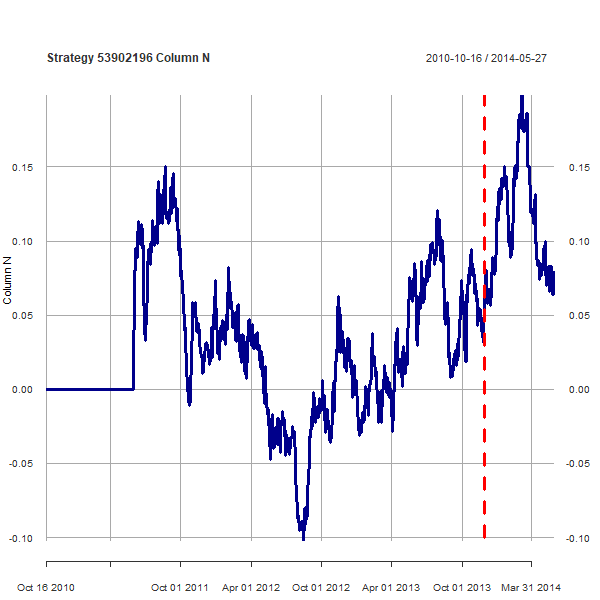 Strategy 53902196 Column N
2010-10-16 / 2014-05-27
0.15
0.15
0.10
0.10
Column N
0.05
0.05
0.00
0.00
-0.05
-0.05
-0.10
-0.10
Oct 16 2010
Oct 01 2011
Apr 01 2012
Oct 01 2012
Apr 01 2013
Oct 01 2013
Mar 31 2014